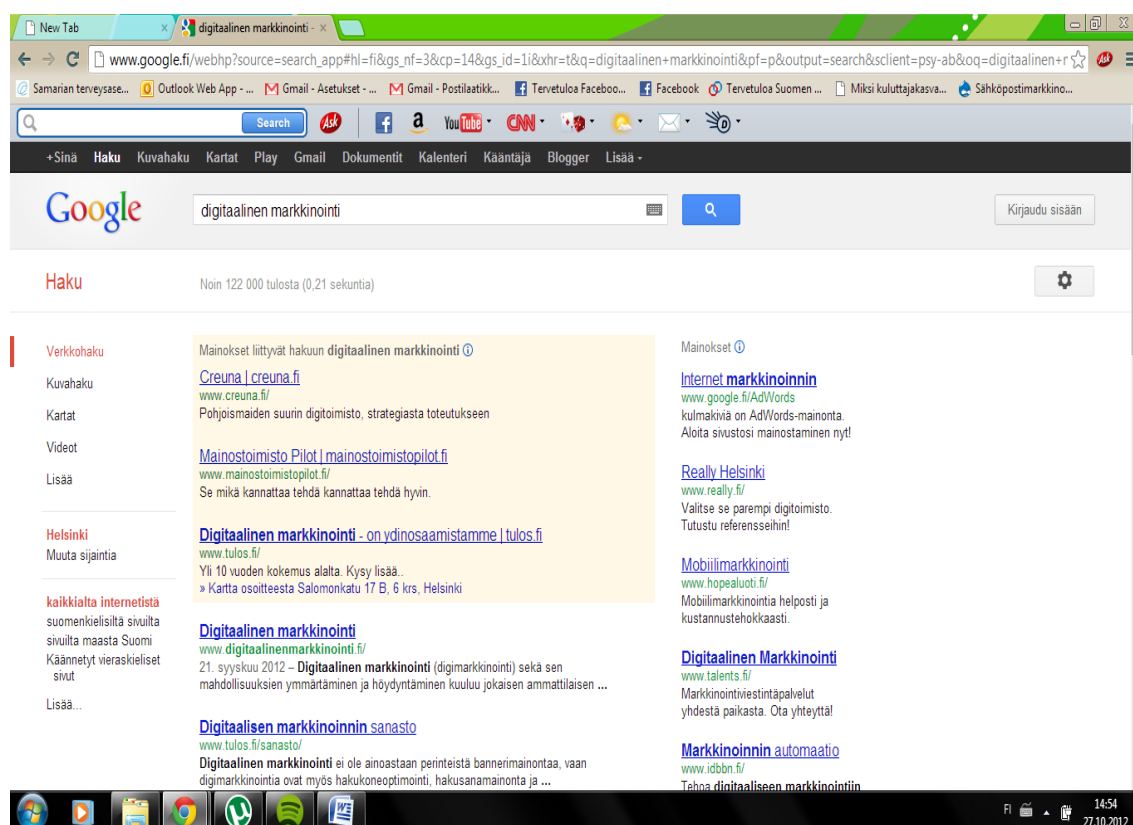 New Tab
digitaalinen markkinointi -
www.google.fi/webhp?source=search_app#hl=fi&gs_nf=3&cp=14&gs_id=1i&xhr=t&q=digitaalinen+markkinointi&pf=p&output=search&sclient=psy-ab&oq=digitaalinen+r
Samarian terveysase... Outlook Web App - ... Gmail - Asetukset - ... Gmail - Postilaatikk... Tervetuloa Faceboo... Facebook Tervetuloa Suomen ... Miksi kuluttajakasva... Sähköpostimarkkino...
Search Ask a YouTube CNN
+Sinä Haku Kuvahaku Kartat Play Gmail Dokumentit Kalenteri Kääntäjä Blogger Lisää
Google digitaalinen markkinointi Kirjaudu sisään
Haku Noin 122 000 tulosta (0,21 sekuntia)
Verkkohaku
Kuvahaku
Kartat
Videot
Lisää
Helsinki
Muuta sijaintia
kaikkialta internetistä
suomenkielisiltä sivuilta
sivuilta maasta Suomi
Käännetyt vieraskieliset
sivut
Lisää...
Mainokset liittyvät hakuun digitaalinen markkinointi
Creuna | creuna.fi
www.creuna.fi/
Pohjoismaiden suurin digitoimisto, strategiasta toteutukseen
Mainostoimisto Pilot | mainostoimistopilot.fi
www.mainostoimistopilot.fi/
Se mikä kannattaa tehdä kannattaa tehdä hyvin.
Digitaalinen markkinointi - on ydinosaamistamme | tulos.fi
www.tulos.fi/
Yli 10 vuoden kokemus alalta. Kysy lisää..
» Kartta osoitteesta Salomonkatu 17 B, 6 krs, Helsinki
Digitaalinen markkinointi
www.digitaalinenmarkkinointi.fi/
21. syyskuu 2012 – Digitaalinen markkinointi (digimarkkinointi) sekä sen
mahdollisuuksien ymmärtäminen ja höydyntäminen kuuluu jokaisen ammattilaisen ...
Digitaalisen markkinoinnin sanasto
www.tulos.fi/sanasto/
Digitaalinen markkinointi ei ole ainoastaan perinteistä bannerimainontaa, vaan
digimarkkinointia ovat myös hakukoneoptimointi, hakusanamainonta ja ...
Mainokset
Internet markkinoinnin
www.google.fi/AdWords
kulmakiviä on AdWords-mainonta.
Aloita sivustosi mainostaminen nyt!
Really Helsinki
www.really.fi/
Valitse se parempi digitoimisto.
Tutustu referensseihin!
Mobiilimarkkinointi
www.hopealuoti.fi/
Mobiilimarkkinointia helposti ja
kustannustehokkaasti.
Digitaalinen Markkinointi
www.talents.fi/
Markkinointiviestintäpalvelut
yhdestä paikasta. Ota yhteyttä!
Markkinoinnin automaatio
www.idbbn.fi/
Tehoa digitaaliseen markkinointiin
FI 14:54
27.10.2012